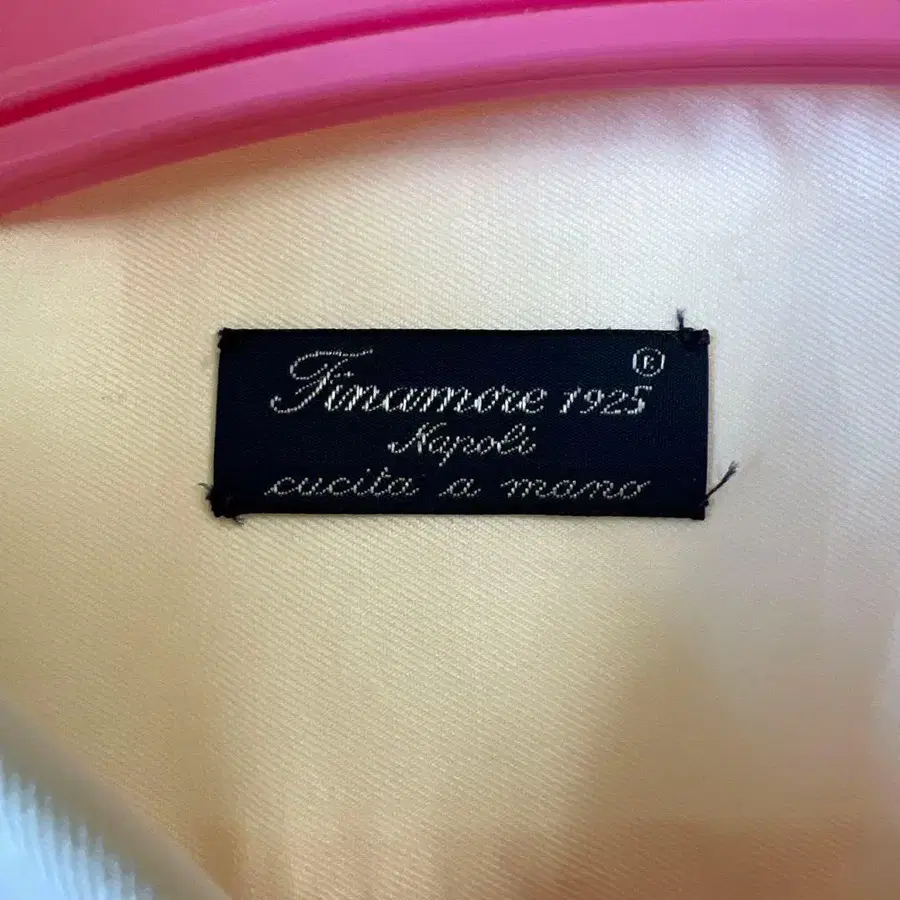 Finamore 1925 ®
Napoli
cucita a mano